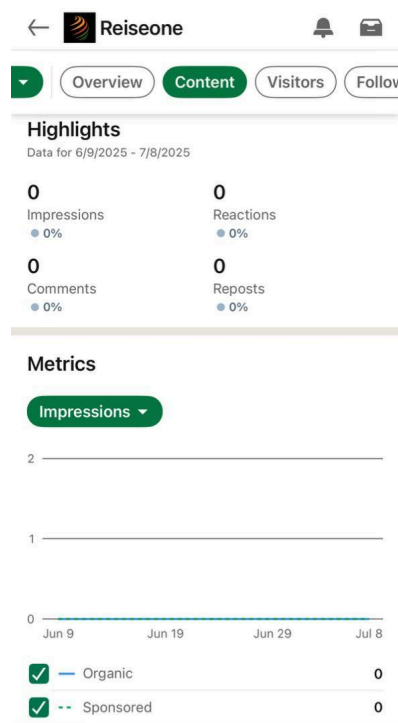 Reiseone
Overview Content Visitors
Highlights
Data for 6/9/2025 - 7/8/2025
0 0
Impressions Reactions
0% 0%
0 0
Comments Reposts
0% 0%
Metrics
Impressions
2
1
0
Jun 9 Jun 19 Jun 29 Jul 8
Organic 0
Sponsored 0